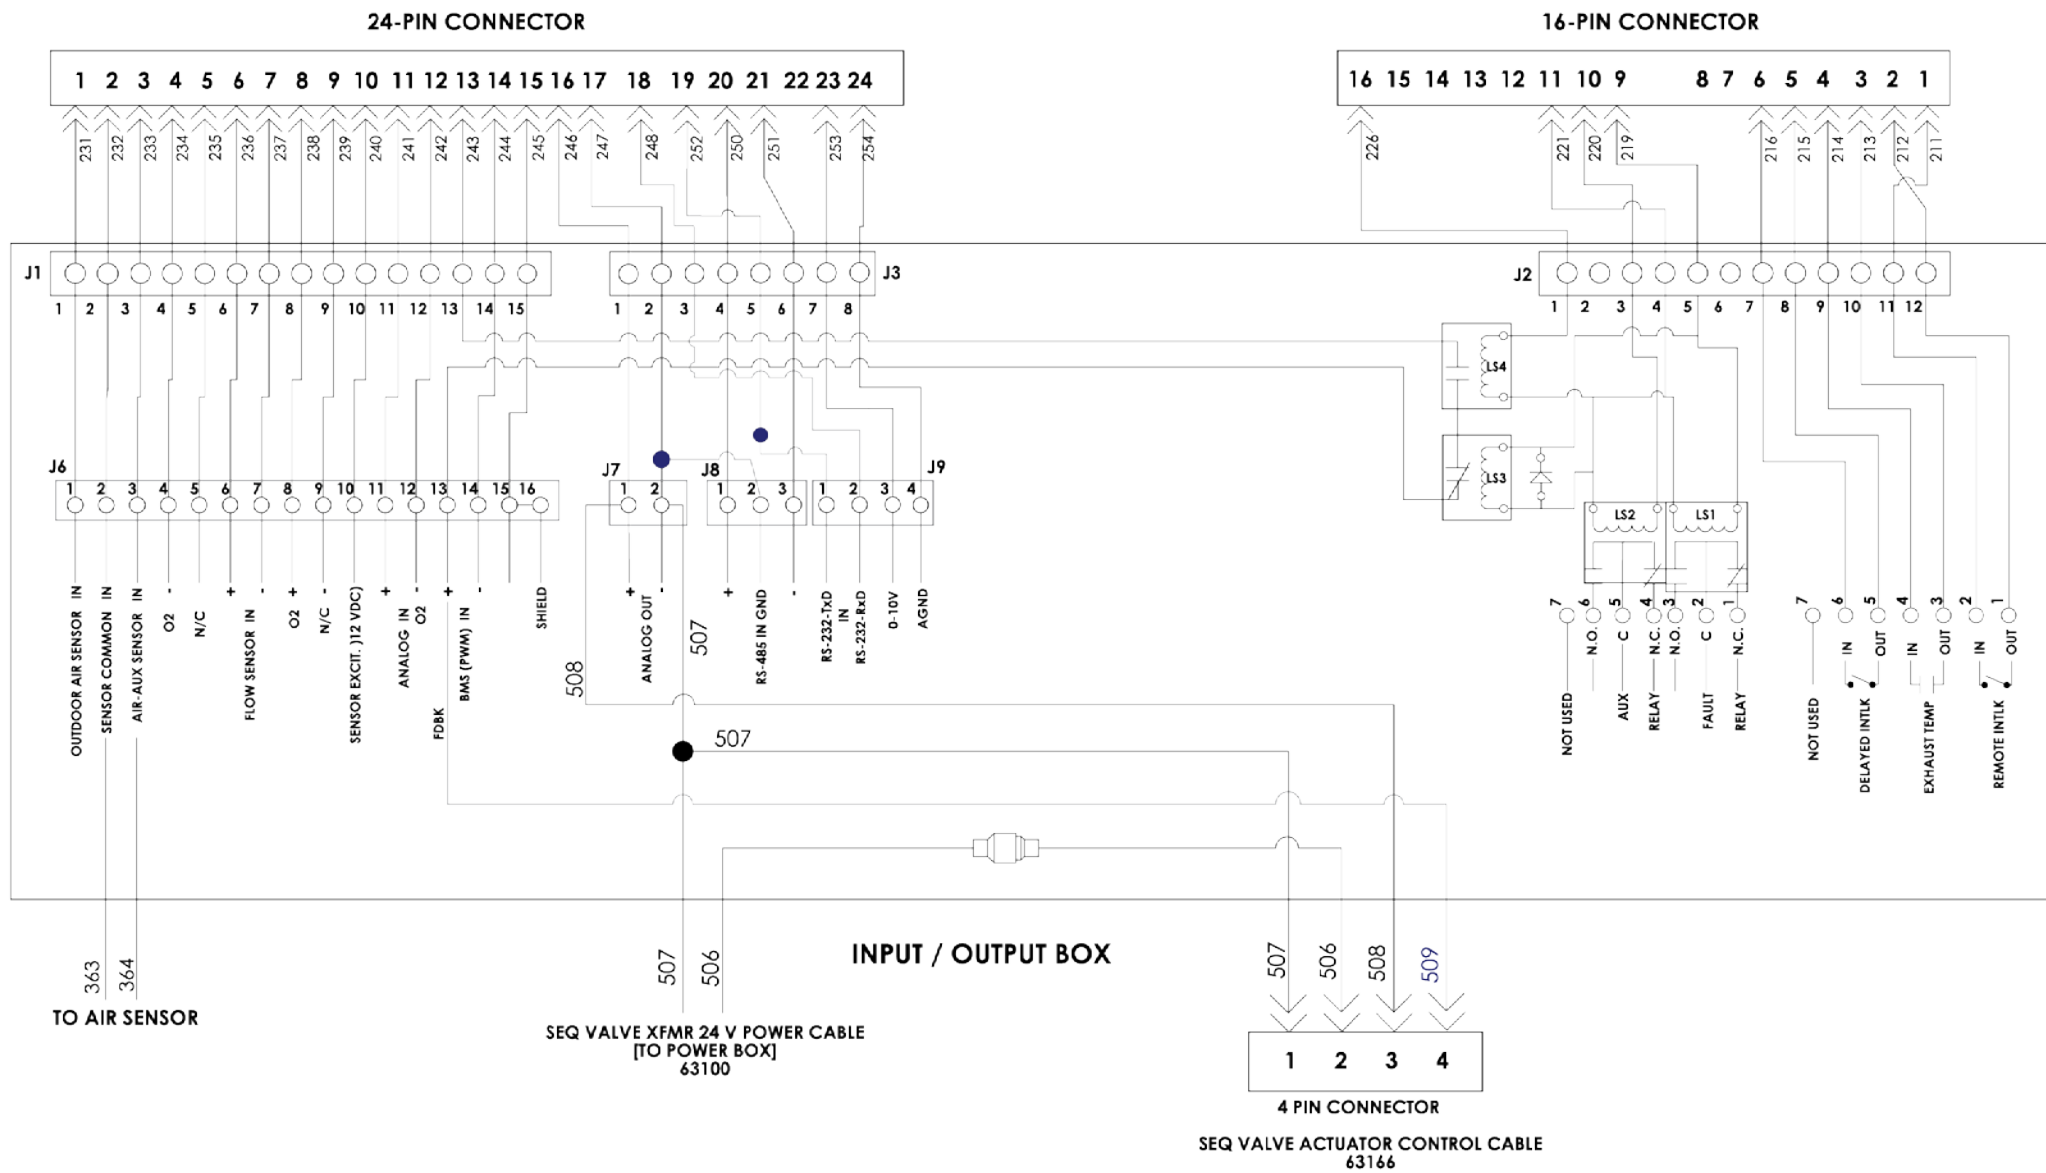 24-PIN CONNECTOR
16-PIN CONNECTOR
1 2 3 4 5 6 7 8 9 10 11 12 13 14 15 16 17 18 19 20 21 22 23 24
16 15 14 13 12 11 10 9 8 7 6 5 4 3 2 1
231 232 233 234 235 236 237 238 239 240 241 242 243 244 245 246 247 248 252 250 251 253 254
226 221 220 219 216 215 214 213 212 211
J1
J3
J2
1 2 3 4 5 6 7 8 9 10 11 12 13 14 15
1 2 3 4 5 6 7 8
1 2 3 4 5 6 7 8 9 10 11 12
LS4
LS3
J6
J7
J8
J9
1 2 3 4 5 6 7 8 9 10 11 12 13 14 15 16
1 2
1 2 3
1 2 3 4
LS2
LS1
OUTDOOR AIR SENSOR IN
SENSOR COMMON IN
AIR-AUX SENSOR IN
O2 -
N/C
+
FLOW SENSOR IN -
O2 +
N/C -
SENSOR EXCIT. )12 VDC)
+
ANALOG IN
O2 -
+
FDBK
BMS (PWM) IN -
SHIELD
+
ANALOG OUT -
508
507
+
RS-485 IN GND
-
RS-232-TxD
IN
RS-232-RxD
0-10V
AGND
7 6 5 4 3 2 1
7 6 5 4 3 2 1
NOT USED
N.O.
AUX C
RELAY N.C.
N.O.
FAULT C
RELAY N.C.
NOT USED
IN
DELAYED INTLK
OUT
IN
EXHAUST TEMP
OUT
IN
REMOTE INTLK
OUT
507
363
364
507
506
INPUT / OUTPUT BOX
507
506
508
509
TO AIR SENSOR
SEQ VALVE XFMR 24 V POWER CABLE
[TO POWER BOX]
63100
1 2 3 4
4 PIN CONNECTOR
SEQ VALVE ACTUATOR CONTROL CABLE
63166